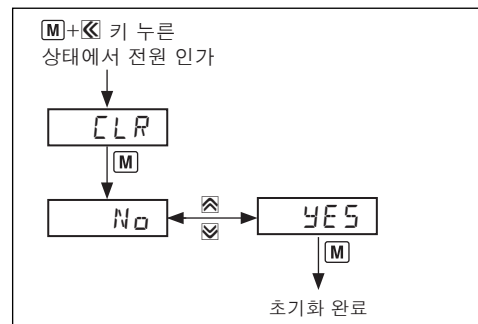 M+« 키 누른
상태에서 전원 인가
CLR
M
No
YES
M
초기화 완료